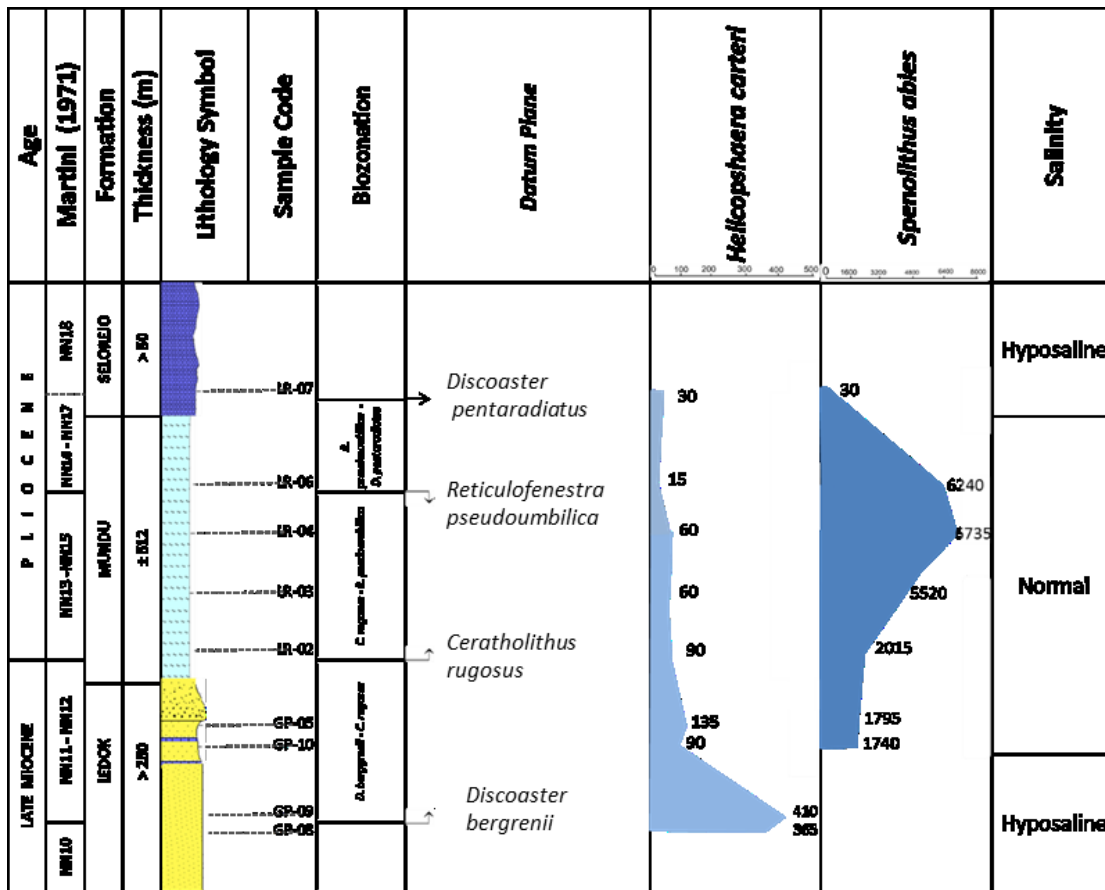 Age
Martini (1971)
Formation
Thickness (m)
Lithology Symbol
Sample Code
Biozonation
Datum Plane
Helicopshaera carteri
Spenolithus abies
Salinity
0 100 200 300 400 500
0 1600 3200 4800 6400 8000
PLIOCENE
LATE MIOCENE
NN18
NN16 - NN17
NN13 -NN15
NN11 - NN12
NN10
SELOREJO
MUNDU
LEDOK
> 50
± 512
> 280
LR-07
LR-06
LR-04
LR-03
LR-02
GP-05
GP-10
GP-09
GP-08
R.
D.
C. rugosus - R. pseudoumbilica
Discoaster
pentaradiatus
Reticulofenestra
pseudoumbilica
Ceratholithus
rugosus
Discoaster
bergrenii
30
15
60
60
90
135
90
410
365
30
6240
6735
5520
2015
1795
1740
Hyposaline
Normal
Hyposaline